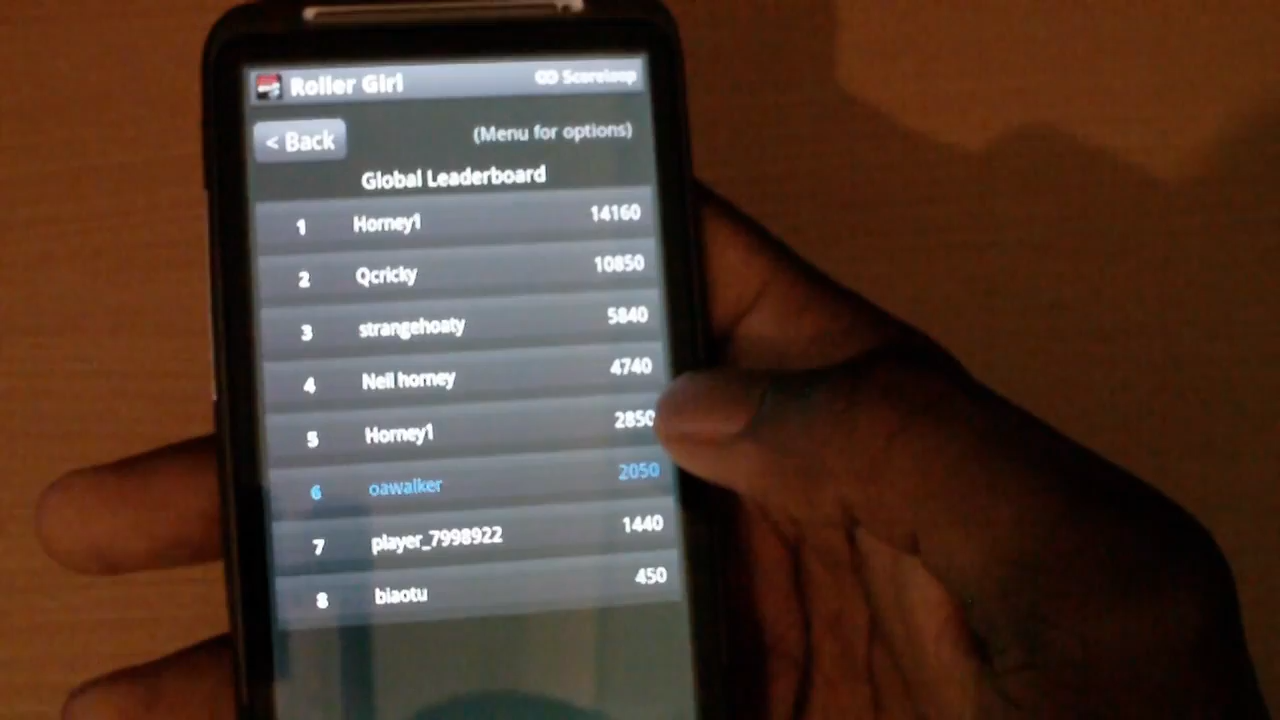 Roller Girl Scoreloop
< Back (Menu for options)
Global Leaderboard
1 Horney1 14160
2 Qcricky 10850
3 strangehoaty 5840
4 Neil horney 4740
5 Horney1 2850
6 oawalker 2050
7 player_7998922 1440
8 biaotu 450